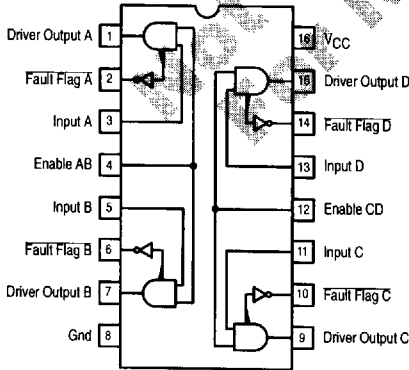 Driver Output A 1
Fault Flag A 2
Input A 3
Enable AB 4
Input B 5
Fault Flag B 6
Driver Output B 7
Gnd 8
16 VCC
15 Driver Output D
14 Fault Flag D
13 Input D
12 Enable CD
11 Input C
10 Fault Flag C
9 Driver Output C